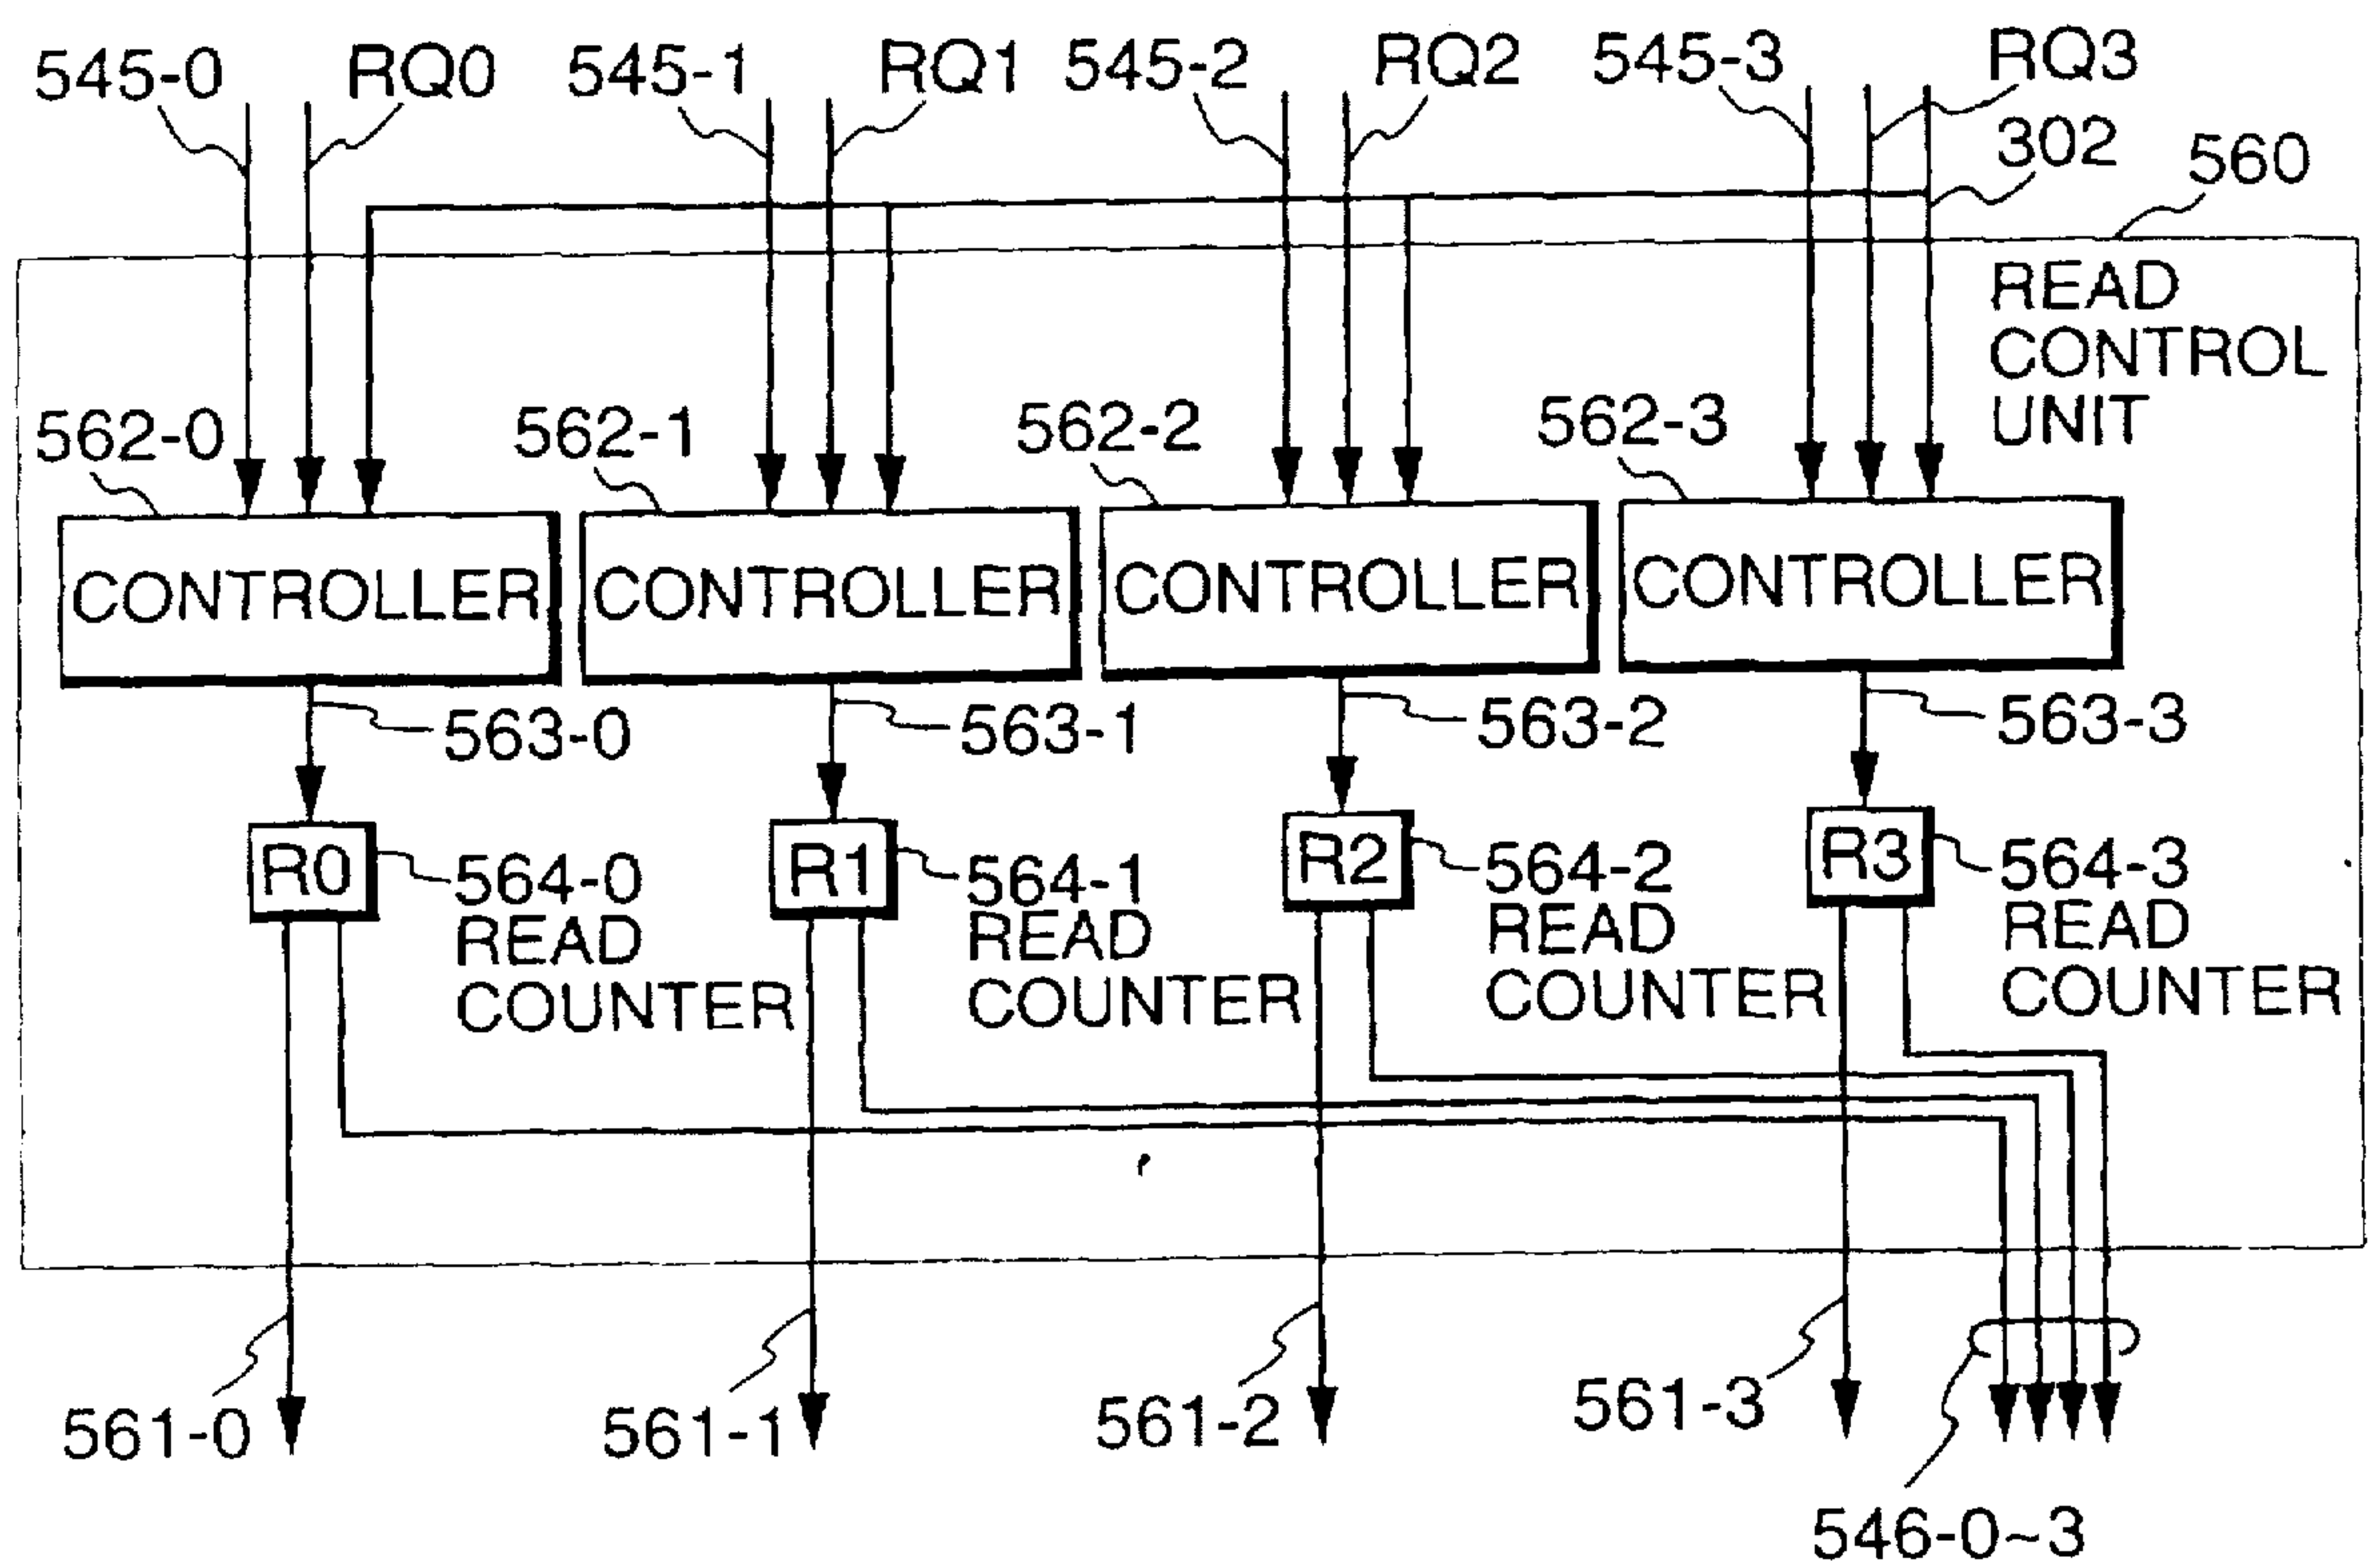 545-0
RQ0
545-1
RQ1
545-2
RQ2
545-3
RQ3
302
560
READ
CONTROL
UNIT
562-0
562-1
562-2
562-3
CONTROLLER
CONTROLLER
CONTROLLER
CONTROLLER
563-0
563-1
563-2
563-3
R0
564-0
READ
COUNTER
R1
564-1
READ
COUNTER
R2
564-2
READ
COUNTER
R3
564-3
READ
COUNTER
561-0
561-1
561-2
561-3
546-0~3